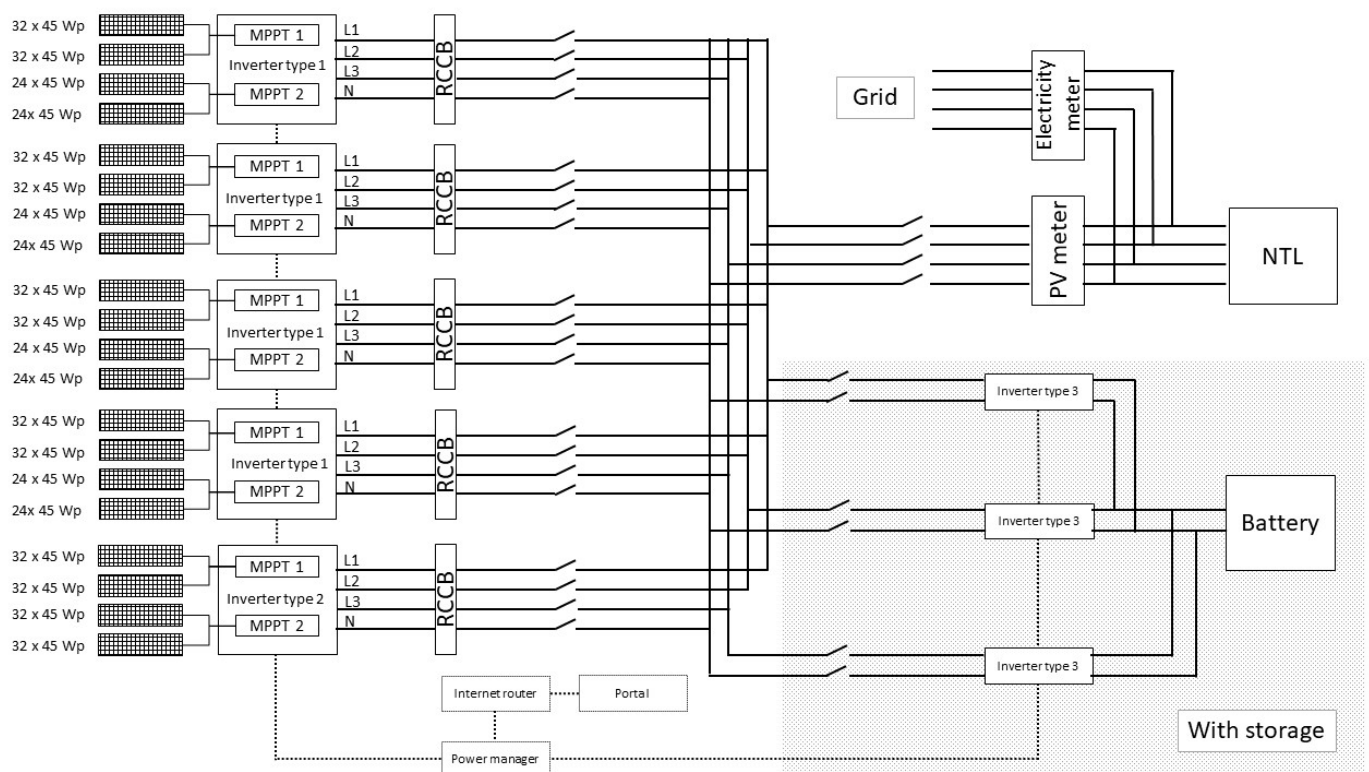 32 x 45 Wp
32 x 45 Wp
24 x 45 Wp
24x 45 Wp
MPPT 1
Inverter type 1
MPPT 2
L1
L2
L3
N
RCCB
32 x 45 Wp
32 x 45 Wp
24 x 45 Wp
24x 45 Wp
MPPT 1
Inverter type 1
MPPT 2
L1
L2
L3
N
RCCB
32 x 45 Wp
32 x 45 Wp
24 x 45 Wp
24x 45 Wp
MPPT 1
Inverter type 1
MPPT 2
L1
L2
L3
N
RCCB
32 x 45 Wp
32 x 45 Wp
24 x 45 Wp
24x 45 Wp
MPPT 1
Inverter type 1
MPPT 2
L1
L2
L3
N
RCCB
32 x 45 Wp
32 x 45 Wp
32 x 45 Wp
32 x 45 Wp
MPPT 1
Inverter type 2
MPPT 2
L1
L2
L3
N
RCCB
Grid
Electricity
meter
PV meter
NTL
Inverter type 3
Inverter type 3
Inverter type 3
Battery
With storage
Internet router
Portal
Power manager